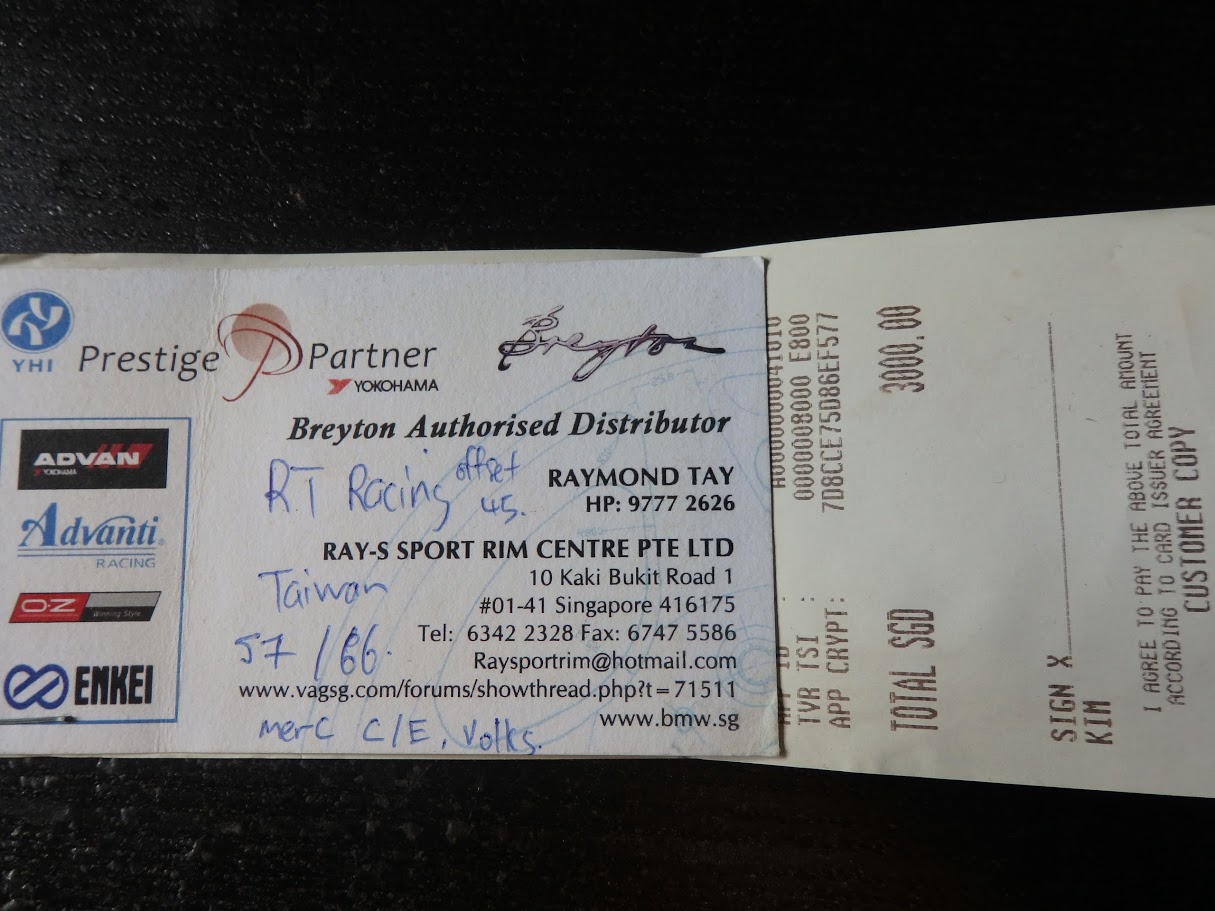 YHI
Prestige Partner
YOKOHAMA
Breyton
Breyton Authorised Distributor
ADVAN
YOKOHAMA
Advanti
RACING
O·Z
Winning Style.
ENKEI
RT Racing offset
45.
RAYMOND TAY
HP: 9777 2626
RAY-S SPORT RIM CENTRE PTE LTD
Taiwan
10 Kaki Bukit Road 1
#01-41 Singapore 416175
57 / 66.
Tel: 6342 2328 Fax: 6747 5586
Raysportrim@hotmail.com
www.vagsg.com/forums/showthread.php?t=71511
www.bmw.sg
mer-C C/E, Volks.
TVR TSI : 0000008000 E800
APP CRYPT: 7D8CCE75D86EF577
TOTAL SGD 3000.00
SIGN X
KIM
I AGREE TO PAY THE ABOVE TOTAL AMOUNT
ACCORDING TO CARD ISSUER AGREEMENT
CUSTOMER COPY